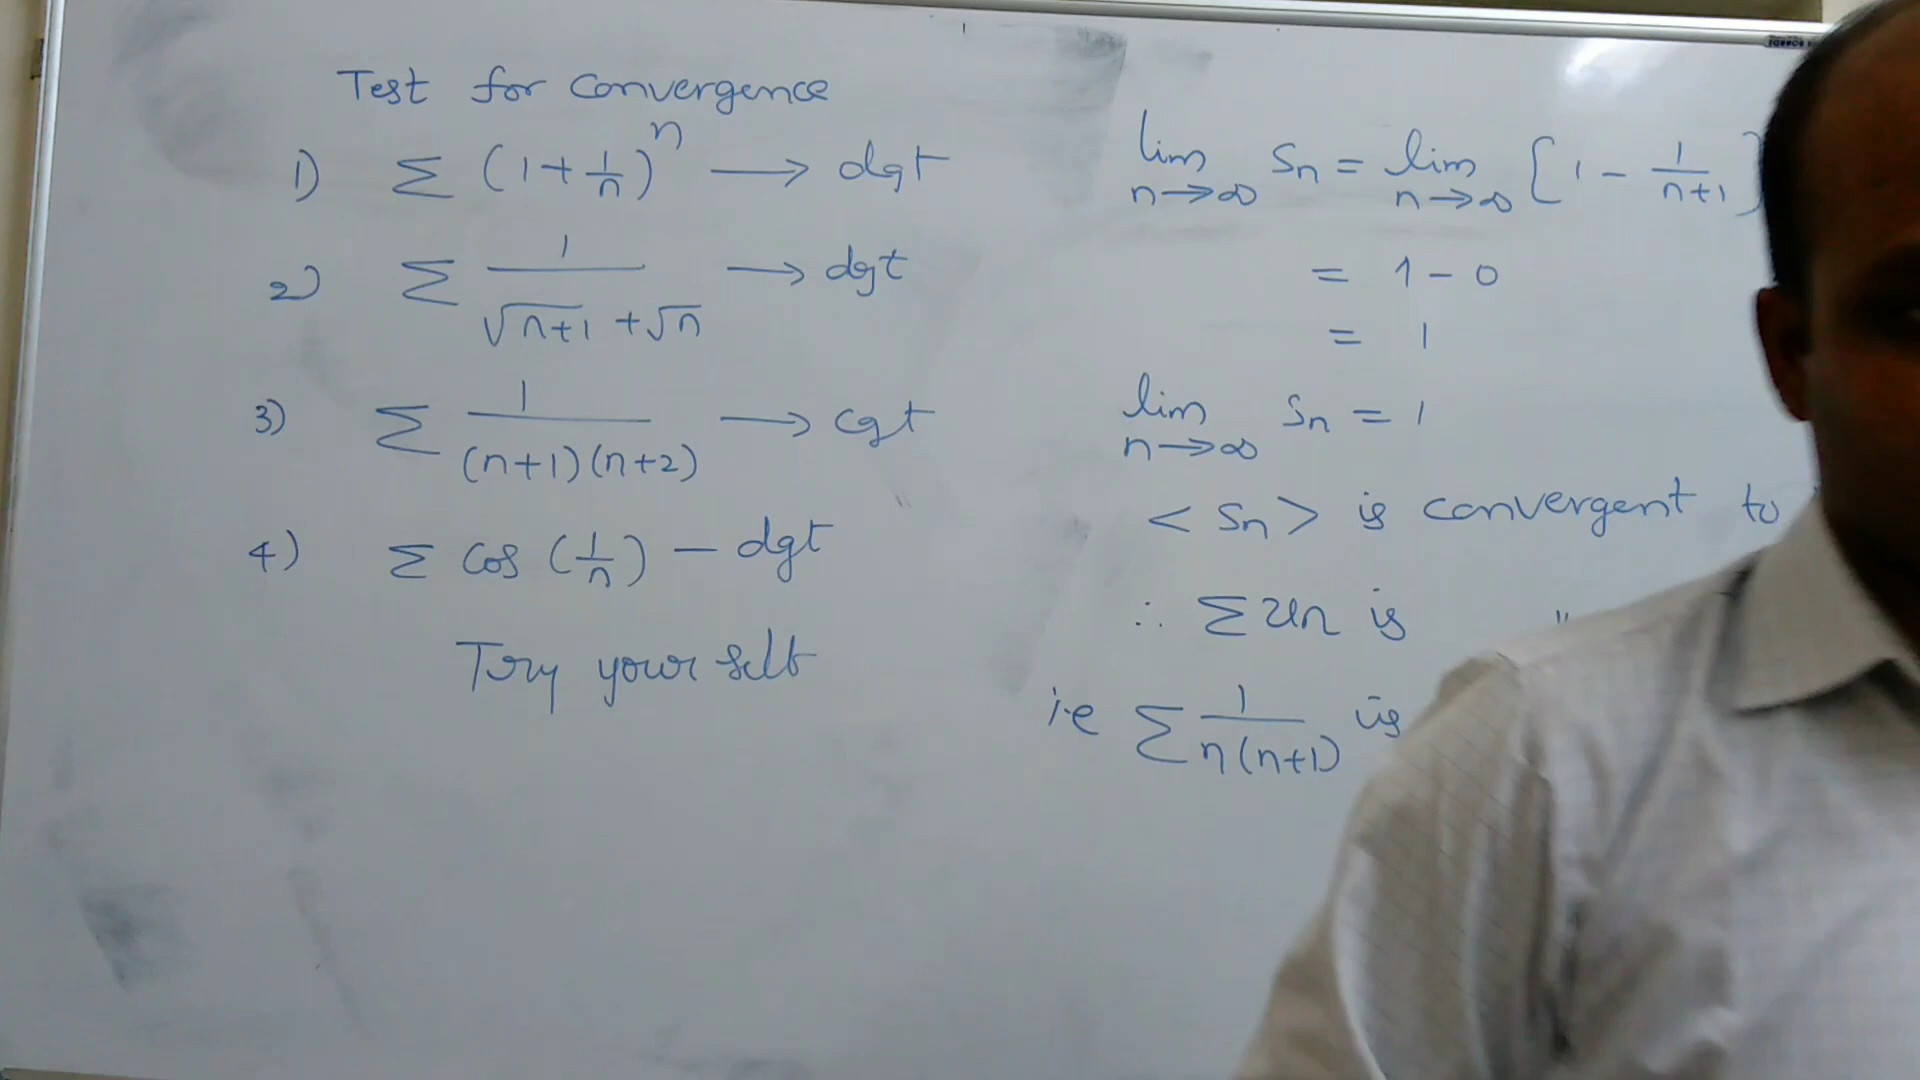 Test for Convergence
1) Σ (1+1/n)^n → dgt
2) Σ 1/(√n+1 + √n) → dgt
3) Σ 1/((n+1)(n+2)) → cgt
4) Σ cos (1/n) – dgt
Try your self
lim n→∞ Sn = lim n→∞ [1 - 1/(n+1)]
= 1 - 0
= 1
lim n→∞ Sn = 1
< Sn > is convergent to
∴ Σ un is "
i.e Σ 1/(n(n+1)) is